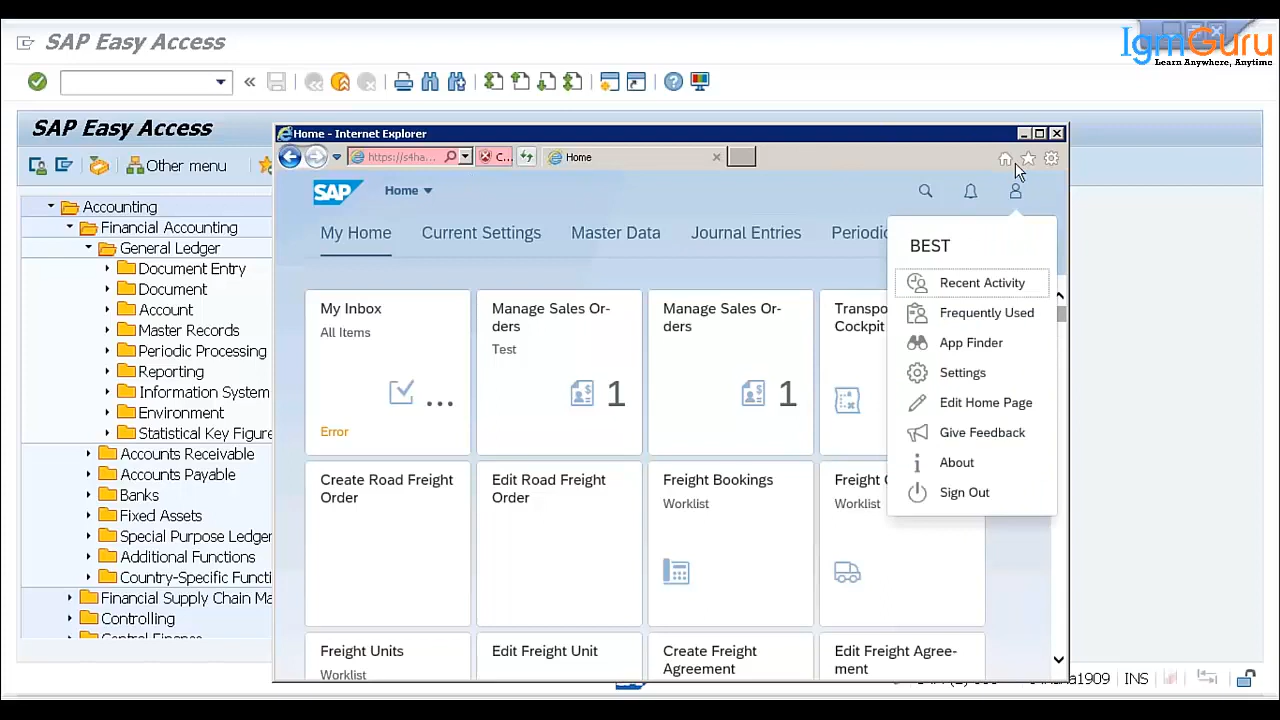 SAP Easy Access
IgmGuru
Learn Anywhere, Anytime
SAP Easy Access
Other menu
Accounting
Financial Accounting
General Ledger
Document Entry
Document
Account
Master Records
Periodic Processing
Reporting
Information System
Environment
Statistical Key Figure
Accounts Receivable
Accounts Payable
Banks
Fixed Assets
Special Purpose Ledger
Additional Functions
Country-Specific Functi
Financial Supply Chain Ma
Controlling
Home - Internet Explorer
https://s4ha...
C...
Home
SAP
Home
My Home
Current Settings
Master Data
Journal Entries
Periodic
BEST
Recent Activity
Frequently Used
App Finder
Settings
Edit Home Page
Give Feedback
About
Sign Out
My Inbox
All Items
...
Error
Manage Sales Or-
ders
Test
1
Manage Sales Or-
ders
1
Transpo
Cockpit
Create Road Freight
Order
Edit Road Freight
Order
Freight Bookings
Worklist
Freight
Worklist
Freight Units
Worklist
Edit Freight Unit
Create Freight
Agreement
Edit Freight Agree-
ment
INS